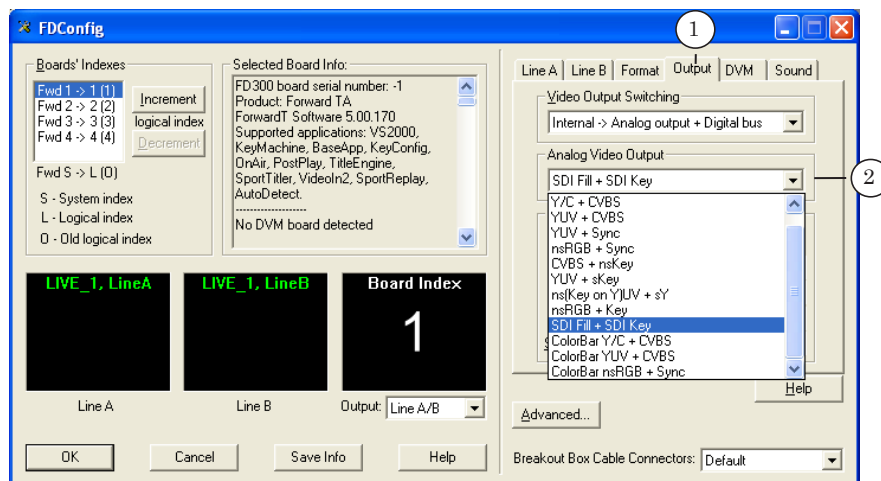 FDConfig
1
Boards' Indexes
Fwd 1 -> 1 (1)
Fwd 2 -> 2 (2)
Fwd 3 -> 3 (3)
Fwd 4 -> 4 (4)
Increment
logical index
Decrement
Fwd S -> L (O)
S - System index
L - Logical index
O - Old logical index
Selected Board Info:
FD300 board serial number: -1
Product: Forward TA
ForwardT Software 5.00.170
Supported applications: VS2000,
KeyMachine, BaseApp, KeyConfig,
OnAir, PostPlay, TitleEngine,
SportTitler, VideoIn2, SportReplay,
AutoDetect.
--------------------
No DVM board detected
LIVE_1, LineA
LIVE_1, LineB
Board Index
1
Line A
Line B
Output: Line A/B
OK
Cancel
Save Info
Help
Line A
Line B
Format
Output
DVM
Sound
Video Output Switching
Internal -> Analog output + Digital bus
Analog Video Output
SDI Fill + SDI Key
2
Y/C + CVBS
YUV + CVBS
YUV + Sync
nsRGB + Sync
CVBS + nsKey
YUV + sKey
ns(Key on Y)UV + sY
nsRGB + Key
SDI Fill + SDI Key
ColorBar Y/C + CVBS
ColorBar YUV + CVBS
ColorBar nsRGB + Sync
Help
Advanced...
Breakout Box Cable Connectors: Default